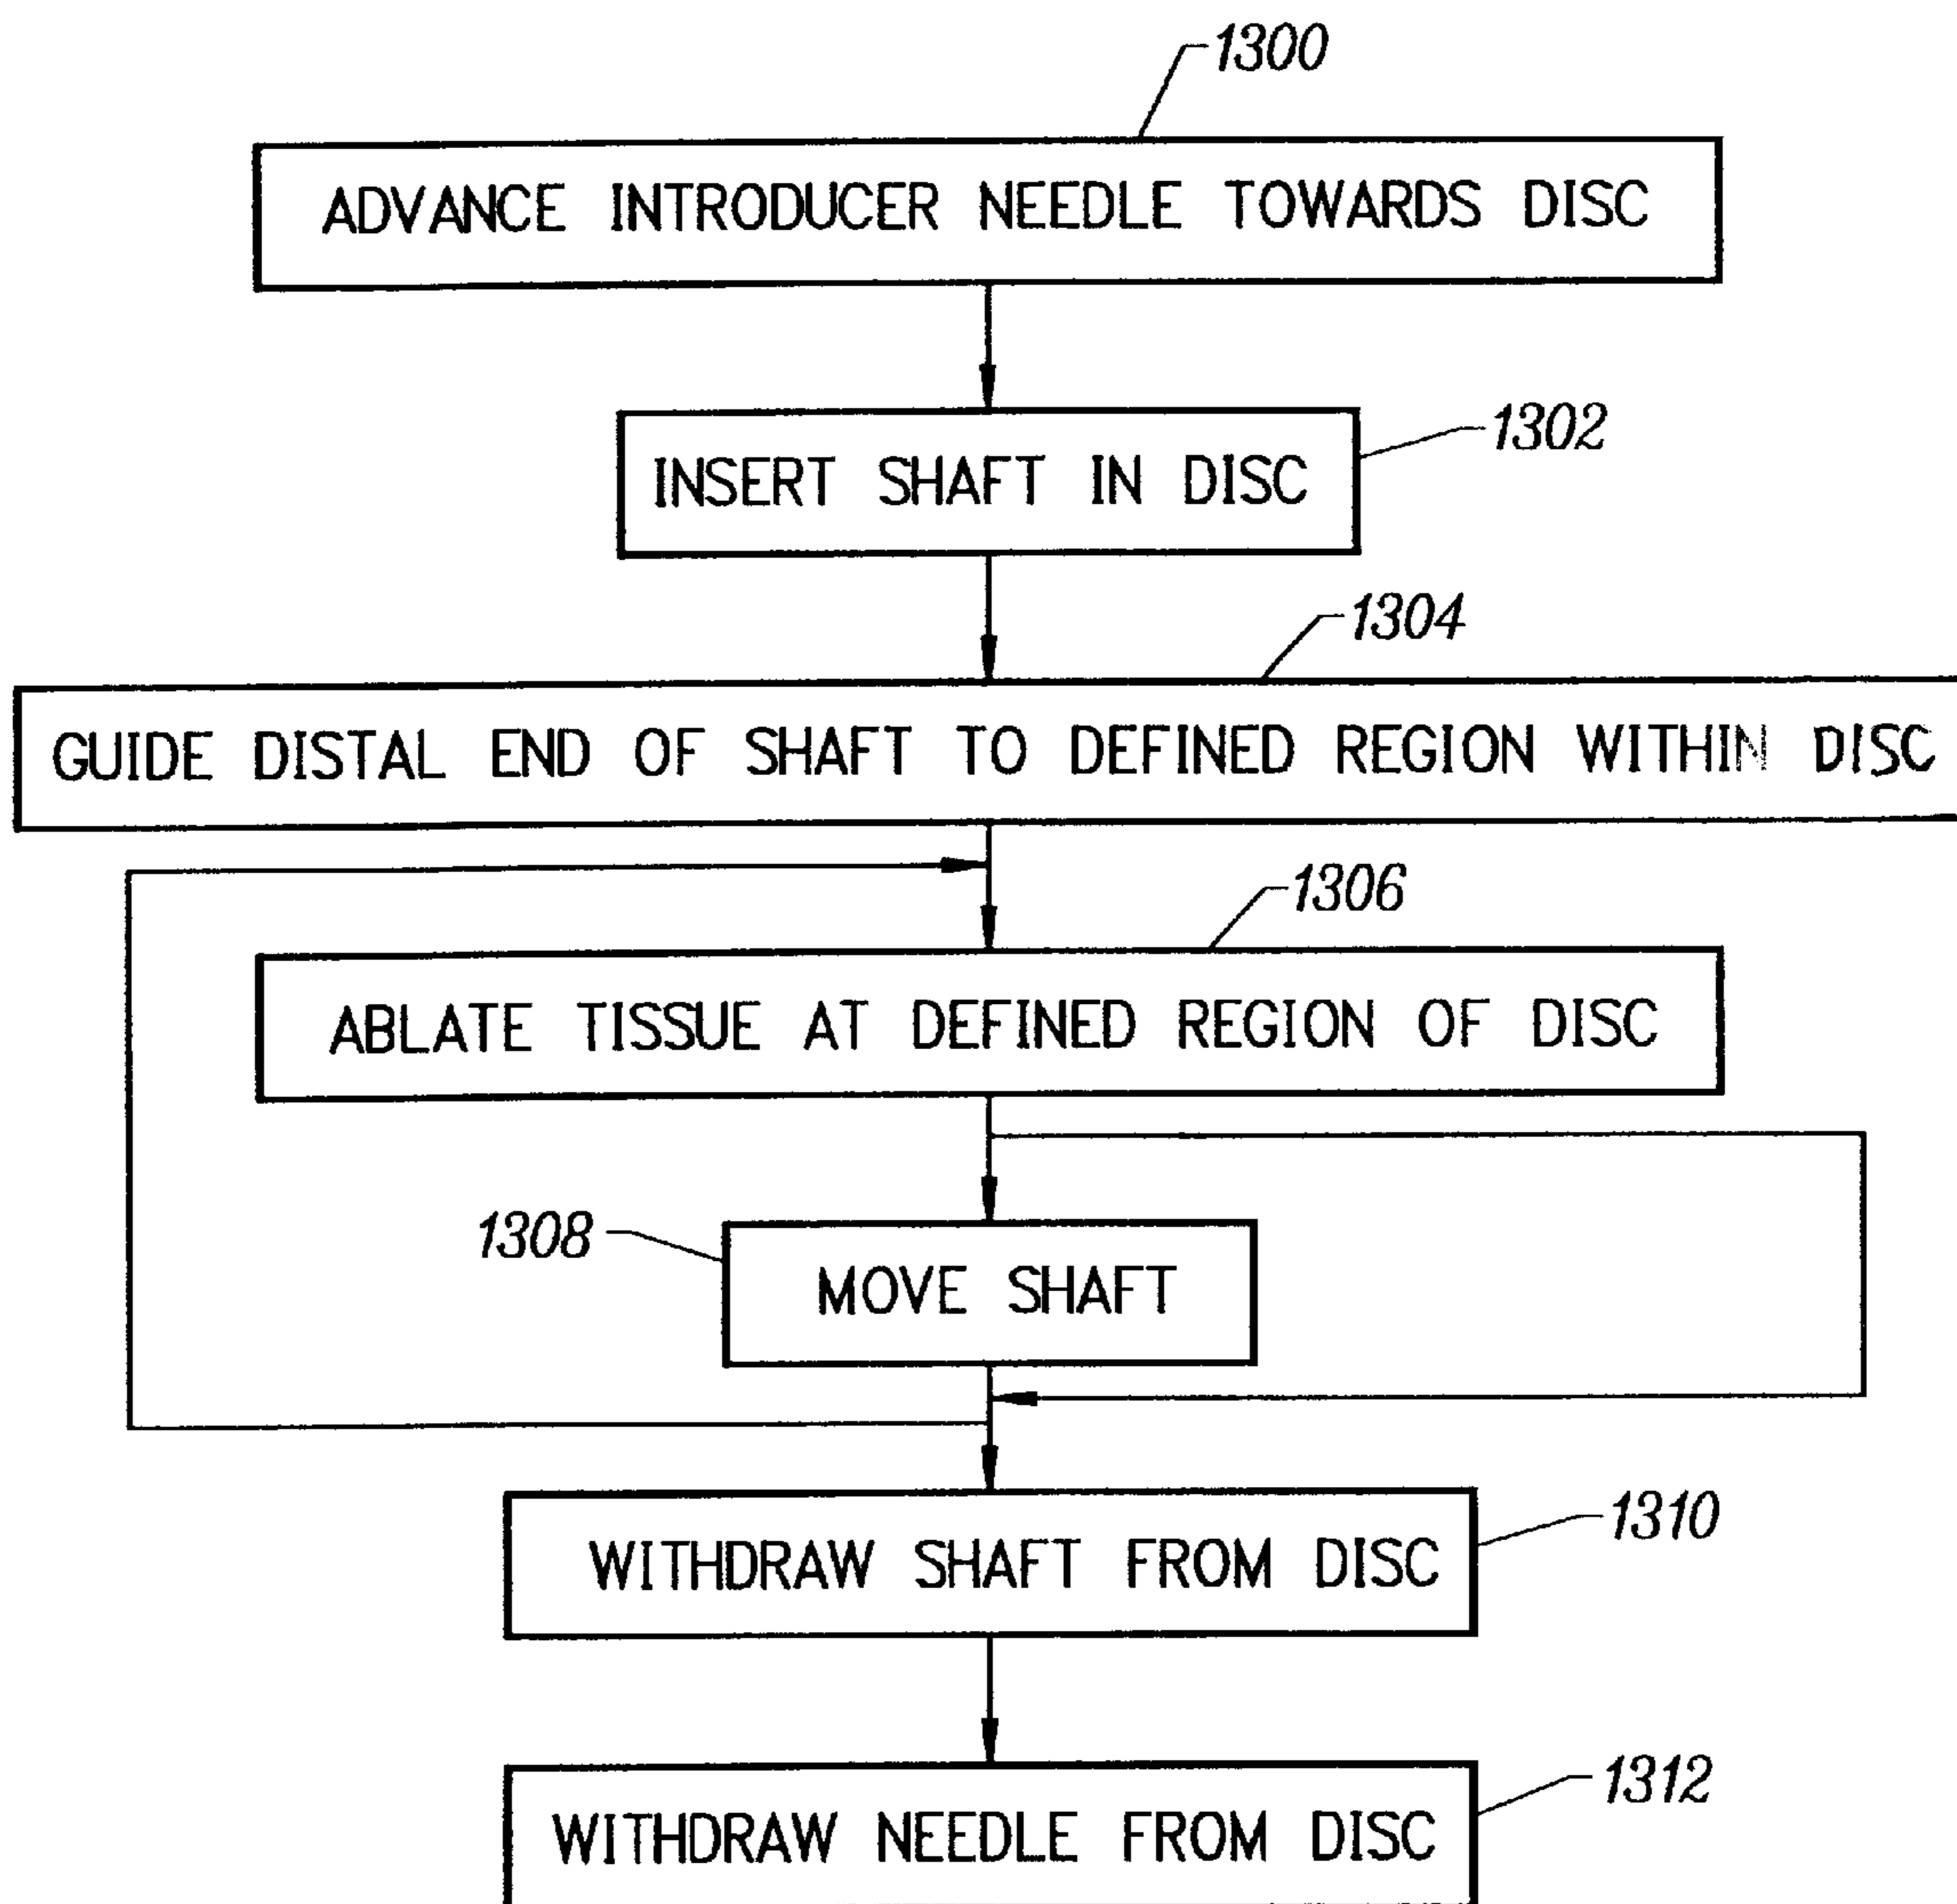 1300
ADVANCE INTRODUCER NEEDLE TOWARDS DISC
1302
INSERT SHAFT IN DISC
1304
GUIDE DISTAL END OF SHAFT TO DEFINED REGION WITHIN DISC
1306
ABLATE TISSUE AT DEFINED REGION OF DISC
1308
MOVE SHAFT
1310
WITHDRAW SHAFT FROM DISC
1312
WITHDRAW NEEDLE FROM DISC